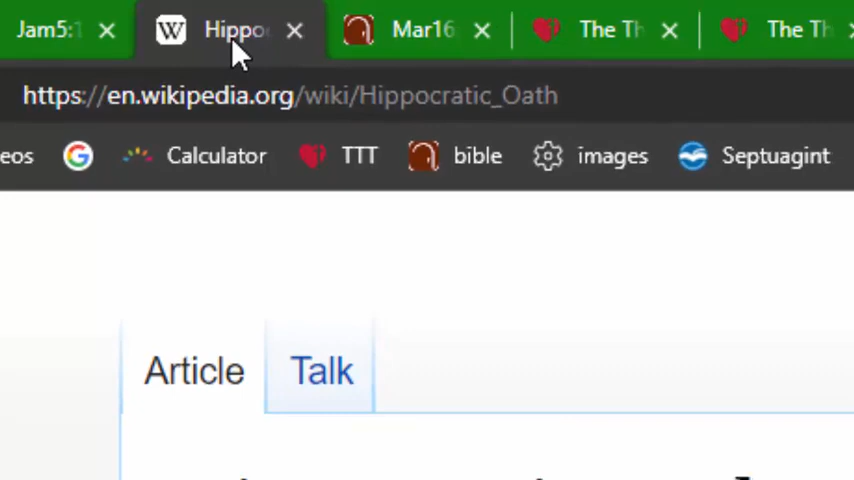 Jam5:1 Hippo Mar16 The Th The Th
https://en.wikipedia.org/wiki/Hippocratic_Oath
eos Calculator TTT bible images Septuagint
Article Talk